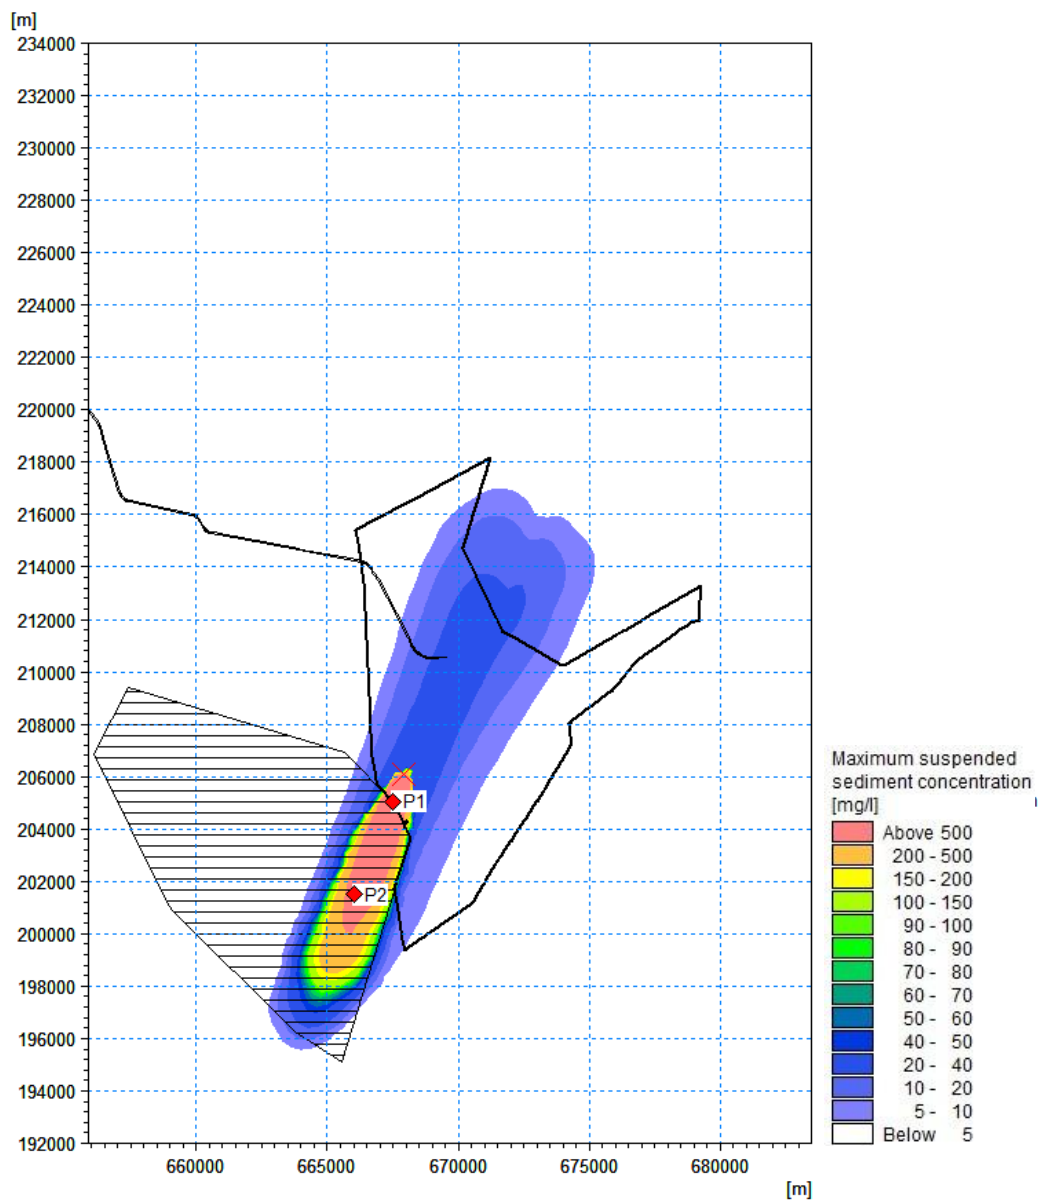 [m]
234000
232000
230000
228000
226000
224000
222000
220000
218000
216000
214000
212000
210000
208000
206000
204000
202000
200000
198000
196000
194000
192000
660000 665000 670000 675000 680000
[m]
P1
P2
Maximum suspended
sediment concentration
[mg/l]
Above 500
200 - 500
150 - 200
100 - 150
90 - 100
80 - 90
70 - 80
60 - 70
50 - 60
40 - 50
20 - 40
10 - 20
5 - 10
Below 5